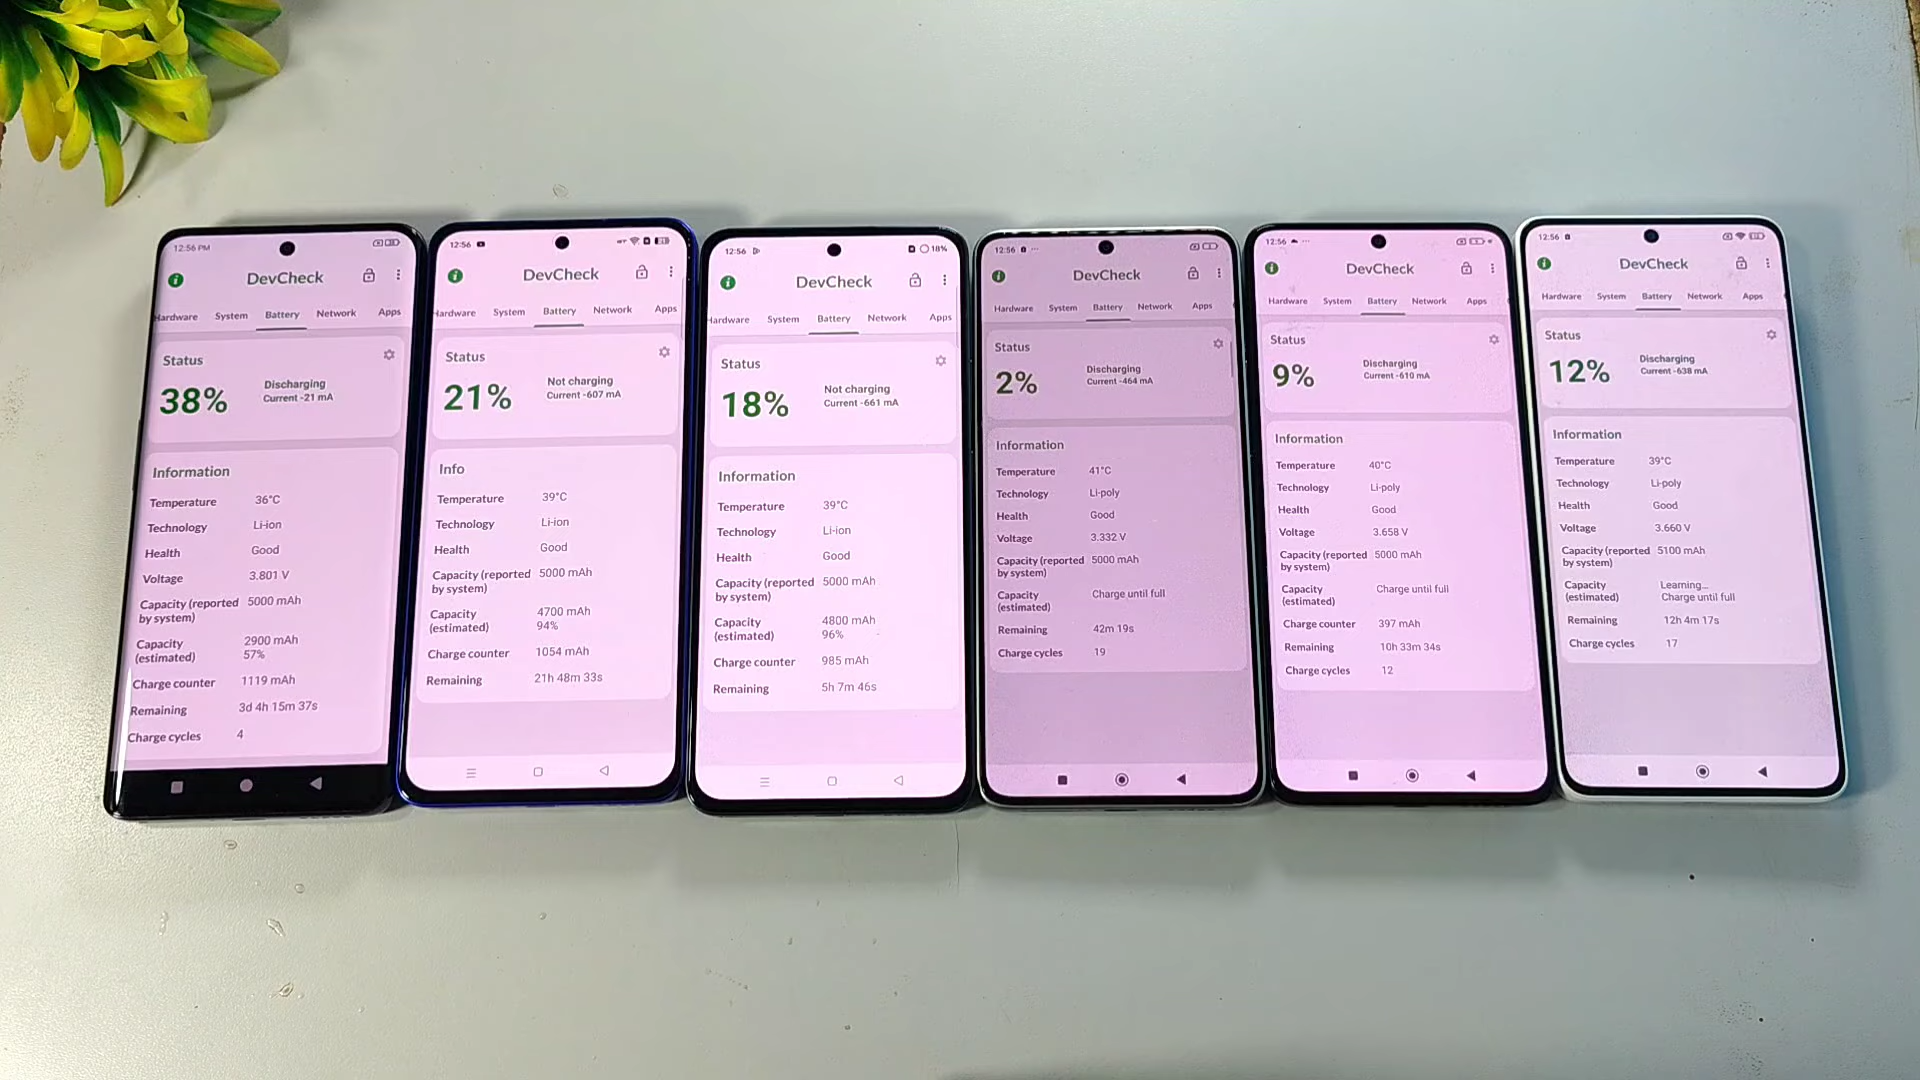 12:56 PM
DevCheck
Hardware System Battery Network Apps
Status
38%
Discharging
Current -21 mA
Information
Temperature 36°C
Technology Li-ion
Health Good
Voltage 3.801 V
Capacity (reported by system) 5000 mAh
Capacity (estimated) 2900 mAh 57%
Charge counter 1119 mAh
Remaining 3d 4h 15m 37s
Charge cycles 4
12:56
DevCheck
Hardware System Battery Network Apps
Status
21%
Not charging
Current -607 mA
Info
Temperature 39°C
Technology Li-ion
Health Good
Capacity (reported by system) 5000 mAh
Capacity (estimated) 4700 mAh 94%
Charge counter 1054 mAh
Remaining 21h 48m 33s
12:56 18%
DevCheck
Hardware System Battery Network Apps
Status
18%
Not charging
Current -661 mA
Information
Temperature 39°C
Technology Li-ion
Health Good
Capacity (reported by system) 5000 mAh
Capacity (estimated) 4800 mAh 96%
Charge counter 985 mAh
Remaining 5h 7m 46s
12:56
DevCheck
Hardware System Battery Network Apps
Status
2%
Discharging
Current -464 mA
Information
Temperature 41°C
Technology Li-poly
Health Good
Voltage 3.332 V
Capacity (reported by system) 5000 mAh
Capacity (estimated) Charge until full
Remaining 42m 19s
Charge cycles 19
12:56
DevCheck
Hardware System Battery Network Apps
Status
9%
Discharging
Current -610 mA
Information
Temperature 40°C
Technology Li-poly
Health Good
Voltage 3.658 V
Capacity (reported by system) 5000 mAh
Capacity (estimated) Charge until full
Charge counter 397 mAh
Remaining 10h 33m 34s
Charge cycles 12
12:56
DevCheck
Hardware System Battery Network Apps
Status
12%
Discharging
Current -638 mA
Information
Temperature 39°C
Technology Li-poly
Health Good
Voltage 3.660 V
Capacity (reported by system) 5100 mAh
Capacity (estimated) Learning... Charge until full
Remaining 12h 4m 17s
Charge cycles 17